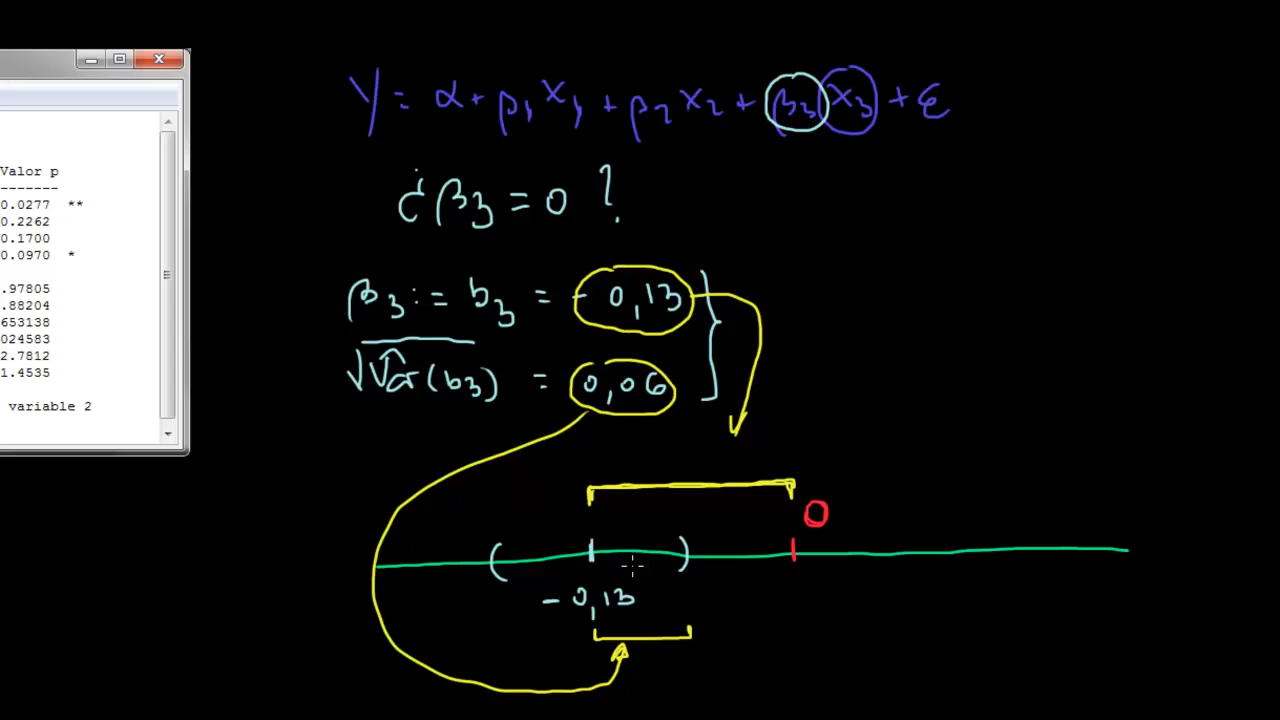 Y = α + β₁ X₁ + β₂ X₂ + β₃ X₃ + ε
¿ β₃ = 0 ?
β₃ := b₃ = - 0,13
√Var̂(b₃) = 0,06
0
- 0,13
Valor p
-------
0.0277 **
0.2262
0.1700
0.0970 *
.97805
.88204
653138
024583
2.7812
1.4535
variable 2